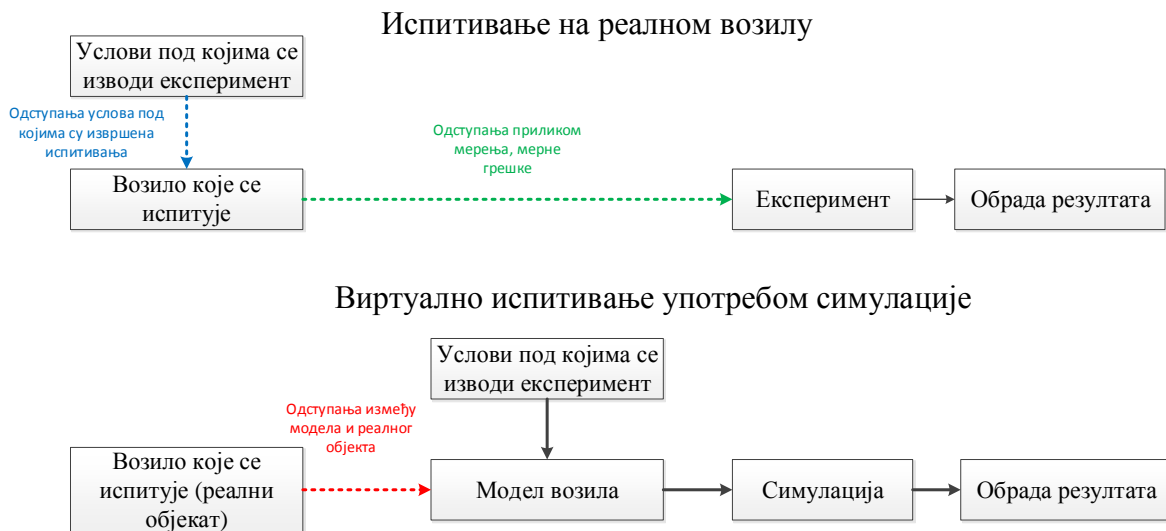 Испитивање на реалном возилу
Услови под којима се
изводи експеримент
Одступања услова под
којима су извршена
испитивања
Одступања приликом
мерења, мерне
грешке
Возило које се
испитује
Експеримент
Обрада резултата
Виртуално испитивање употребом симулације
Услови под којима се
изводи експеримент
Одступања између
модела и реалног
објекта
Возило које се
испитује (реални
објекат)
Модел возила
Симулација
Обрада резултата